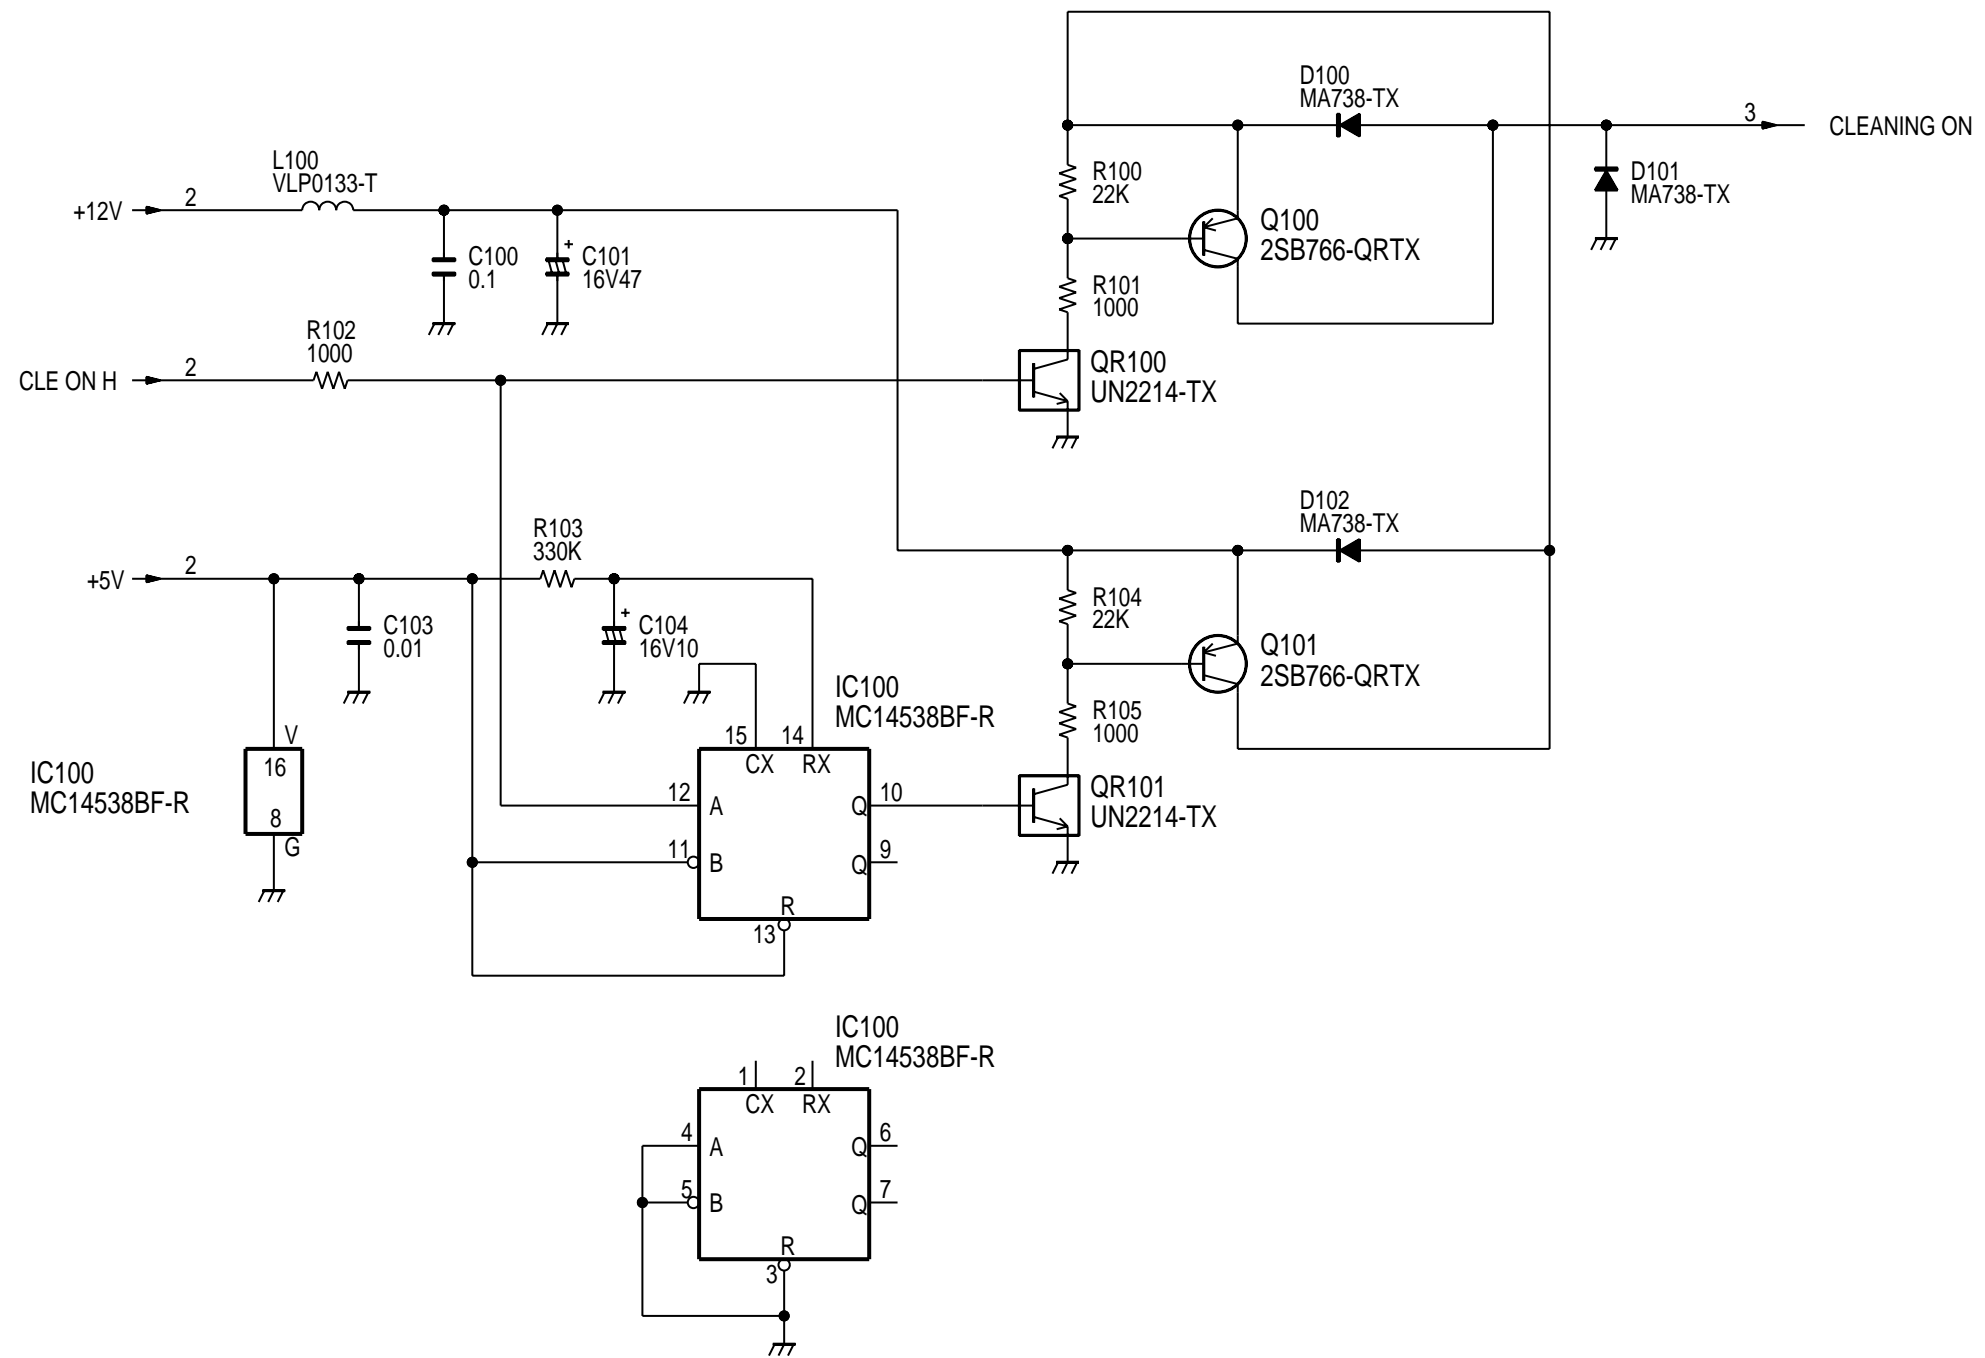 D100
MA738-TX
3
CLEANING ON
L100
VLP0133-T
R100
22K
D101
MA738-TX
+12V
2
Q100
2SB766-QRTX
C100
0.1
+
C101
16V47
R101
1000
R102
1000
CLE ON H
2
QR100
UN2214-TX
D102
MA738-TX
R103
330K
+5V
2
R104
22K
C103
0.01
+
C104
16V10
Q101
2SB766-QRTX
IC100
MC14538BF-R
R105
1000
V
16
8
G
IC100
MC14538BF-R
15
14
CX
RX
12
A
Q
10
QR101
UN2214-TX
11
B
Q
9
R
13
IC100
MC14538BF-R
1
2
CX
RX
4
A
Q
6
5
B
Q
7
R
3